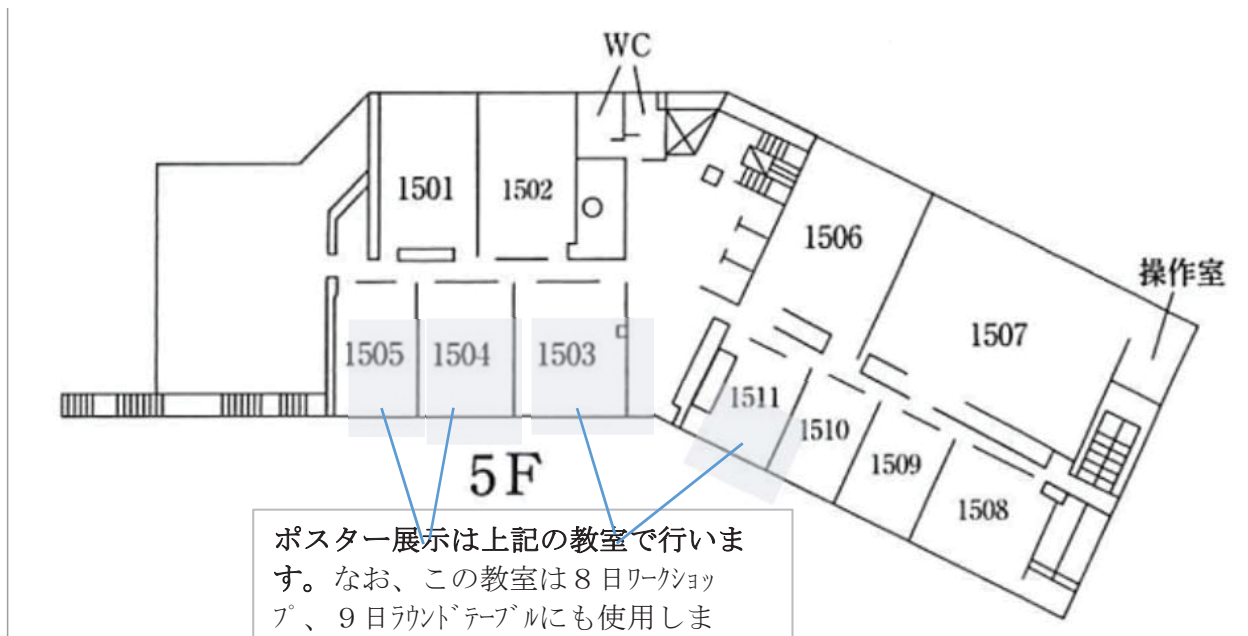 WC
1501
1502
1506
操作室
1507
1505
1504
1503
1511
1510
1509
1508
5F
ポスター展示は上記の教室で行いま
す。なお、この教室は８日ワークショッ
プ、９日ラウンドテーブルにも使用しま